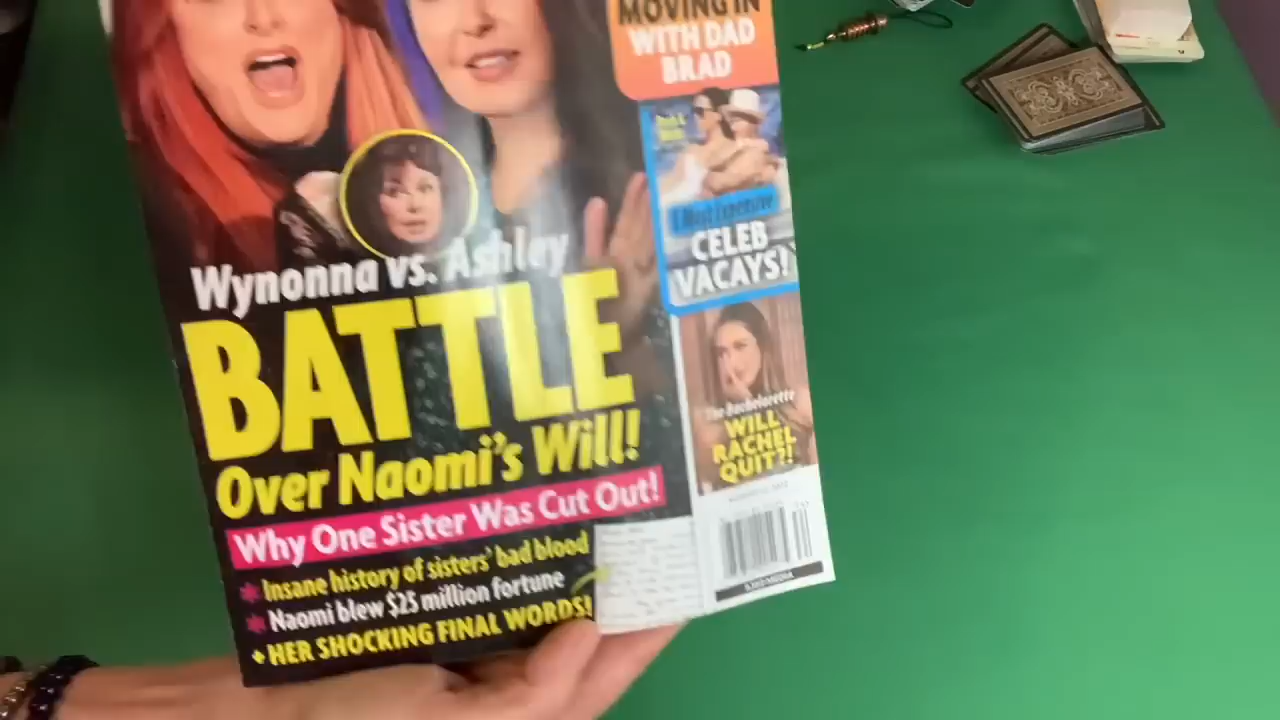 MOVING IN
WITH DAD
BRAD
CELEB
VACAYS!
Wynonna vs. Ashley
BATTLE
Over Naomi's Will!
Why One Sister Was Cut Out!
Insane history of sisters' bad blood
Naomi blew $25 million fortune
+ HER SHOCKING FINAL WORDS!
The Bachelorette
WILL
RACHEL
QUIT?!